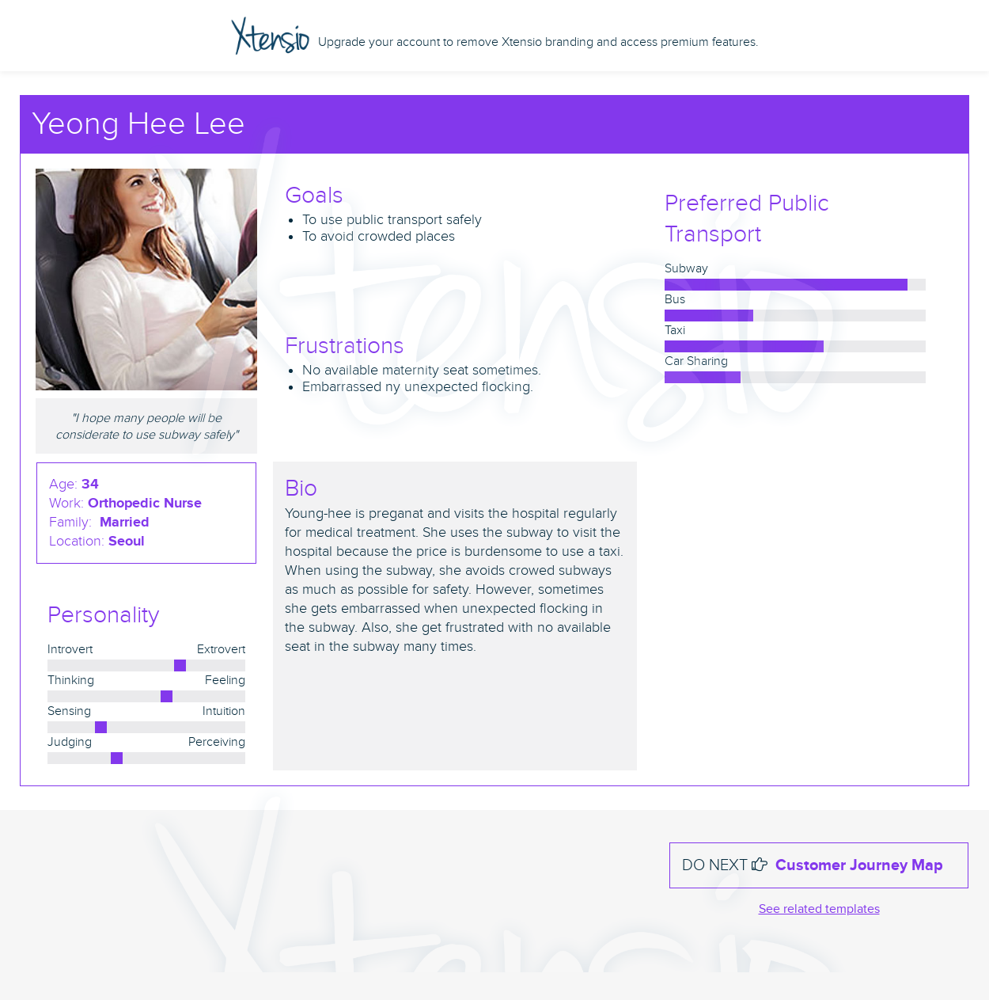 Xtensio Upgrade your account to remove Xtensio branding and access premium features.
Yeong Hee Lee
"I hope many people will be
considerate to use subway safely"
Age: 34
Work: Orthopedic Nurse
Family: Married
Location: Seoul
Personality
Introvert Extrovert
Thinking Feeling
Sensing Intuition
Judging Perceiving
Goals
To use public transport safely
To avoid crowded places
Frustrations
No available maternity seat sometimes.
Embarrassed ny unexpected flocking.
Bio
Young-hee is preganat and visits the hospital regularly
for medical treatment. She uses the subway to visit the
hospital because the price is burdensome to use a taxi.
When using the subway, she avoids crowed subways
as much as possible for safety. However, sometimes
she gets embarrassed when unexpected flocking in
the subway. Also, she get frustrated with no available
seat in the subway many times.
Preferred Public
Transport
Subway
Bus
Taxi
Car Sharing
Xtensio
DO NEXT Customer Journey Map
See related templates
Xtensio